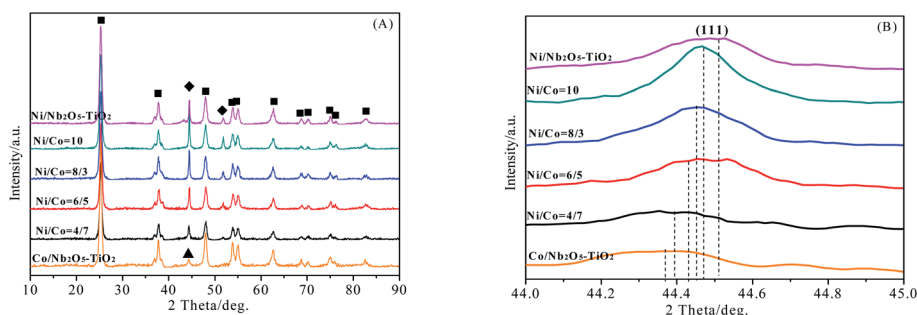 (A)
Intensity/a.u.
Ni/Nb₂O₅-TiO₂
Ni/Co=10
Ni/Co=8/3
Ni/Co=6/5
Ni/Co=4/7
Co/Nb₂O₅-TiO₂
10 20 30 40 50 60 70 80 90
2 Theta/deg.
(B)
(111)
Intensity/a.u.
Ni/Nb₂O₅-TiO₂
Ni/Co=10
Ni/Co=8/3
Ni/Co=6/5
Ni/Co=4/7
Co/Nb₂O₅-TiO₂
44.0 44.2 44.4 44.6 44.8 45.0
2 Theta/deg.